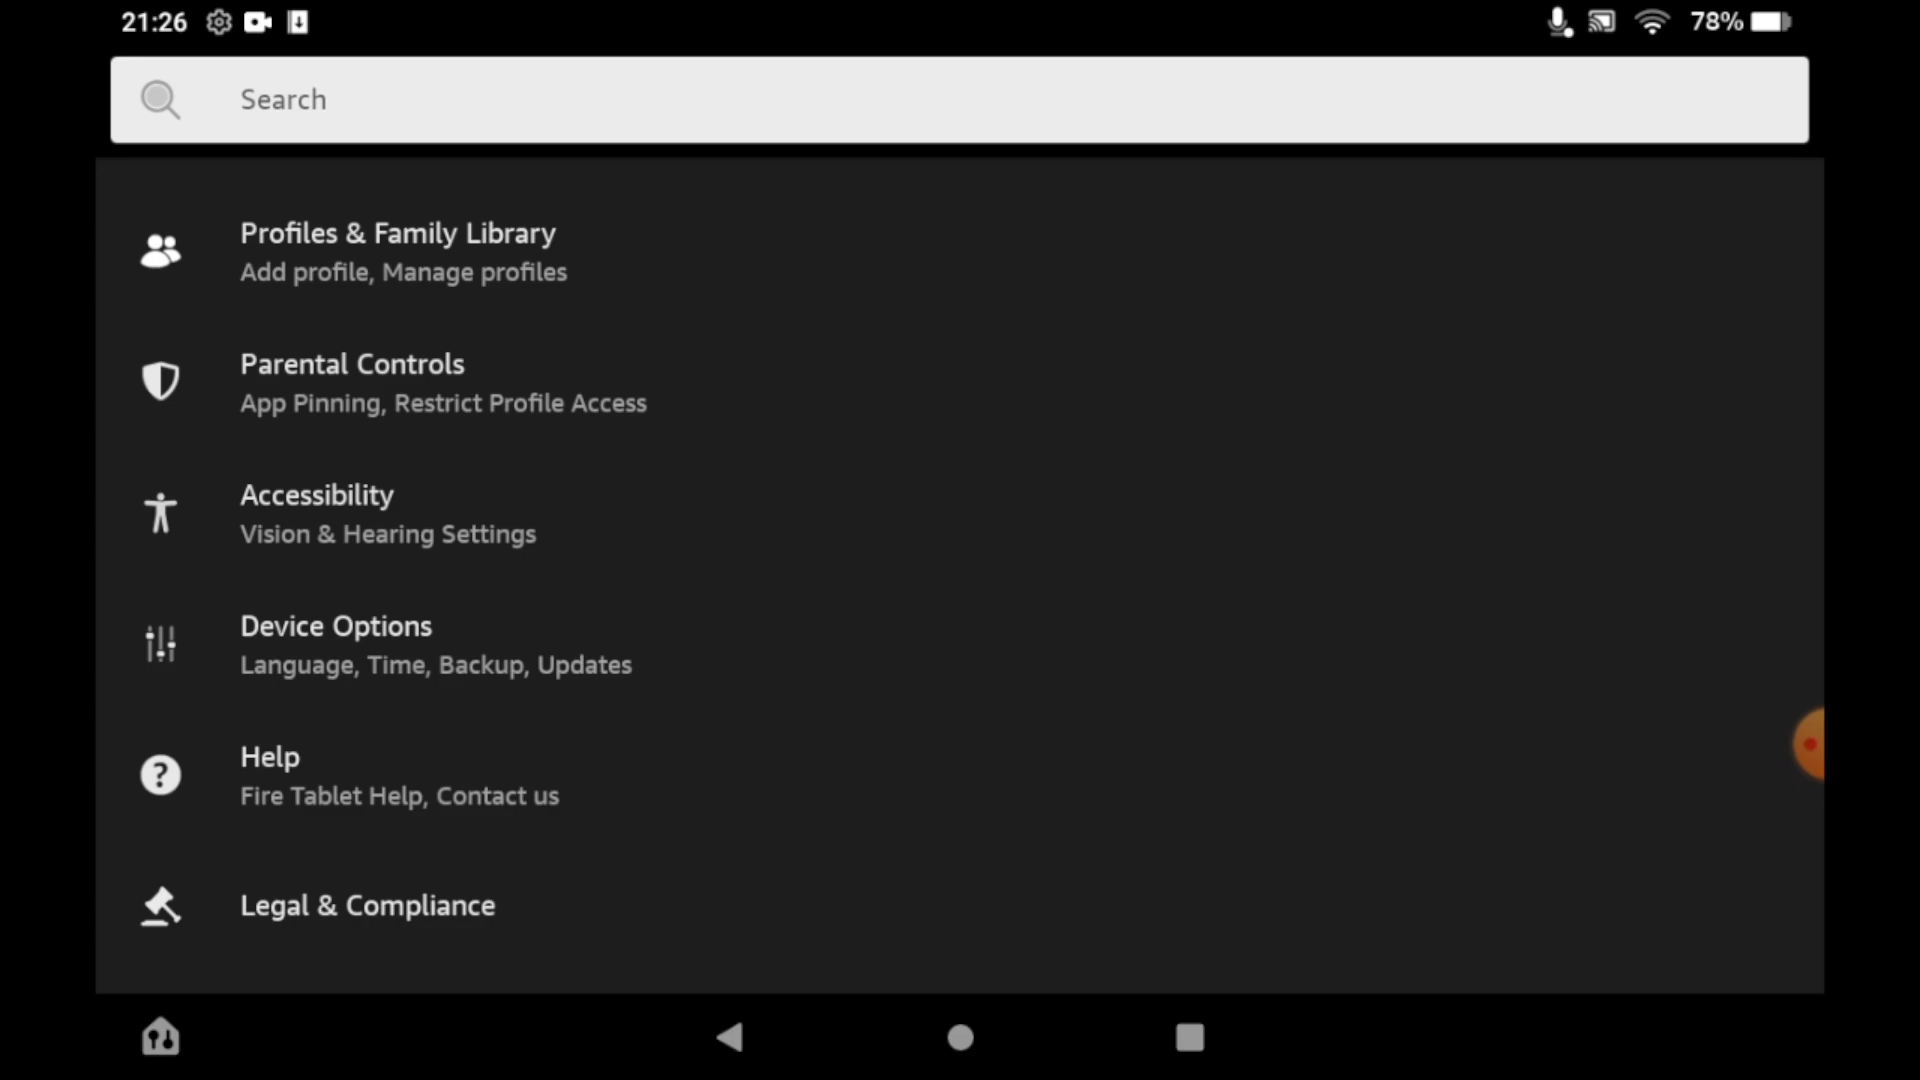 21:26
78%
Search
Profiles & Family Library
Add profile, Manage profiles
Parental Controls
App Pinning, Restrict Profile Access
Accessibility
Vision & Hearing Settings
Device Options
Language, Time, Backup, Updates
Help
Fire Tablet Help, Contact us
Legal & Compliance